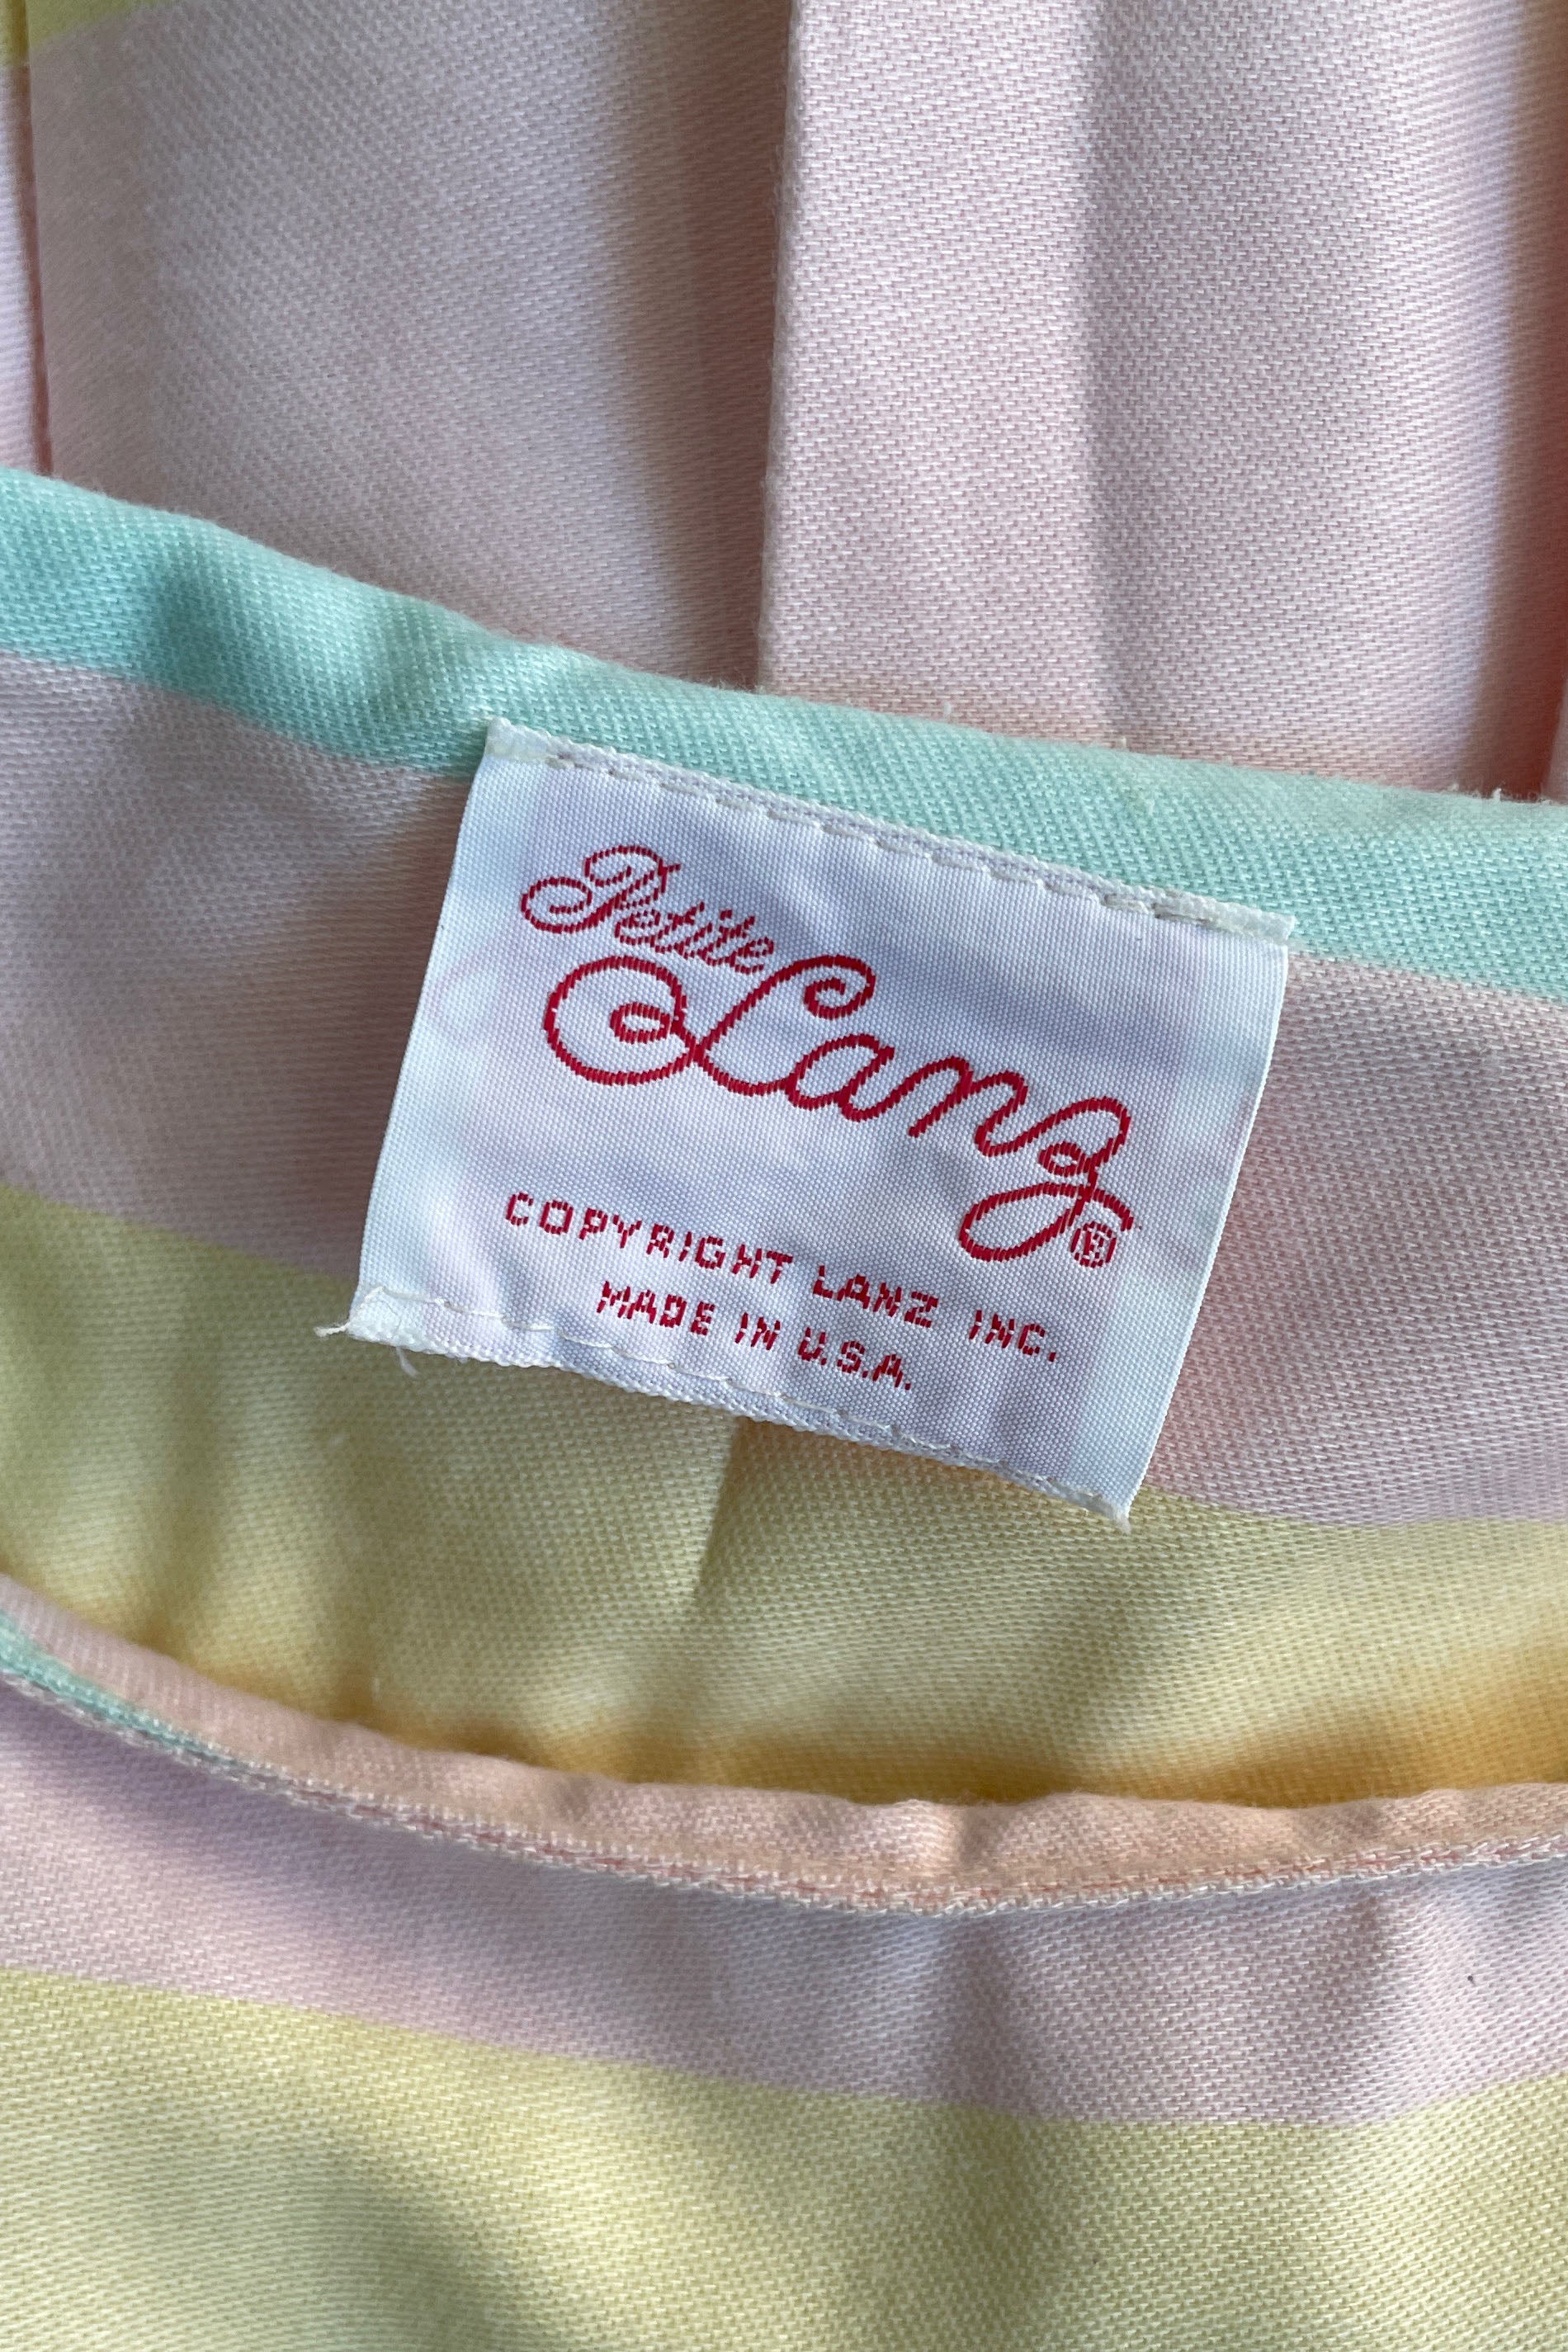 Petite
Lanz®
COPYRIGHT LANZ INC.
MADE IN U.S.A.